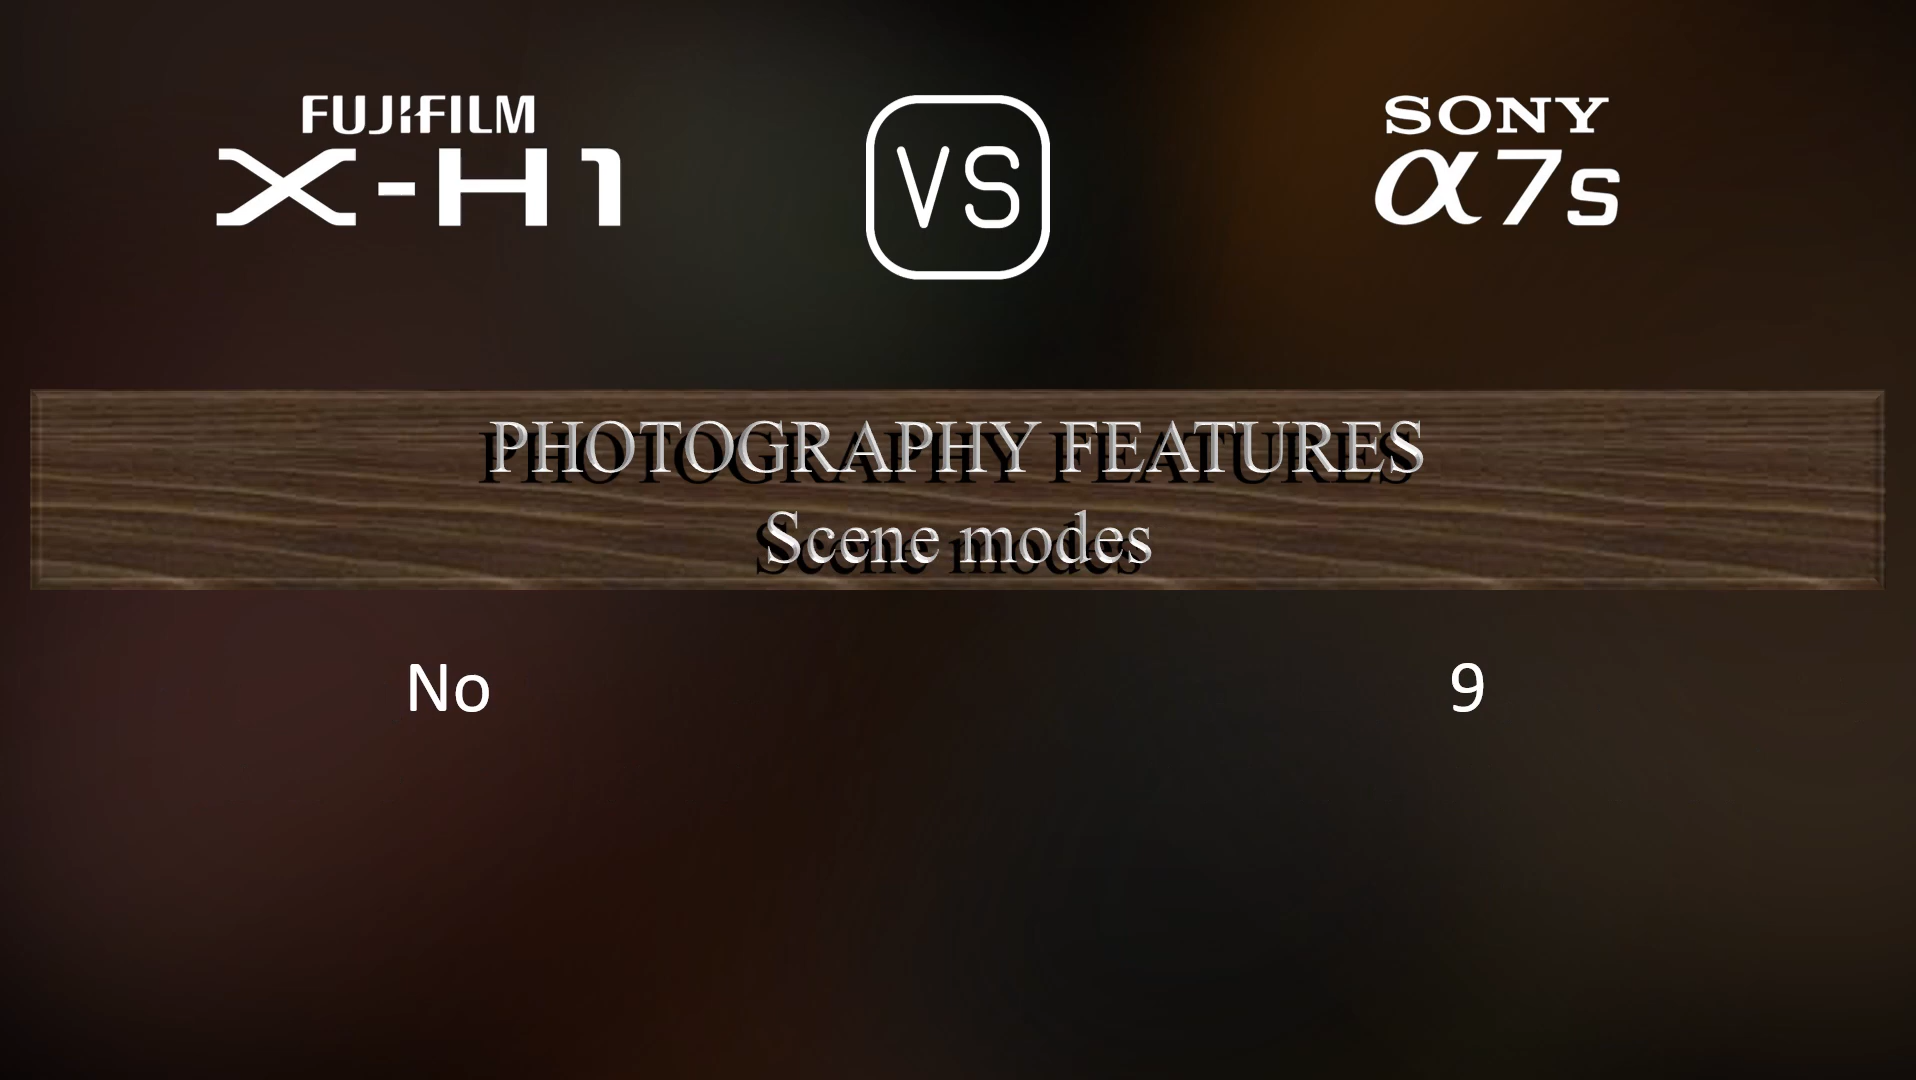 FUJIFILM
X-H1
VS
SONY
α7s
PHOTOGRAPHY FEATURES
Scene modes
No
9